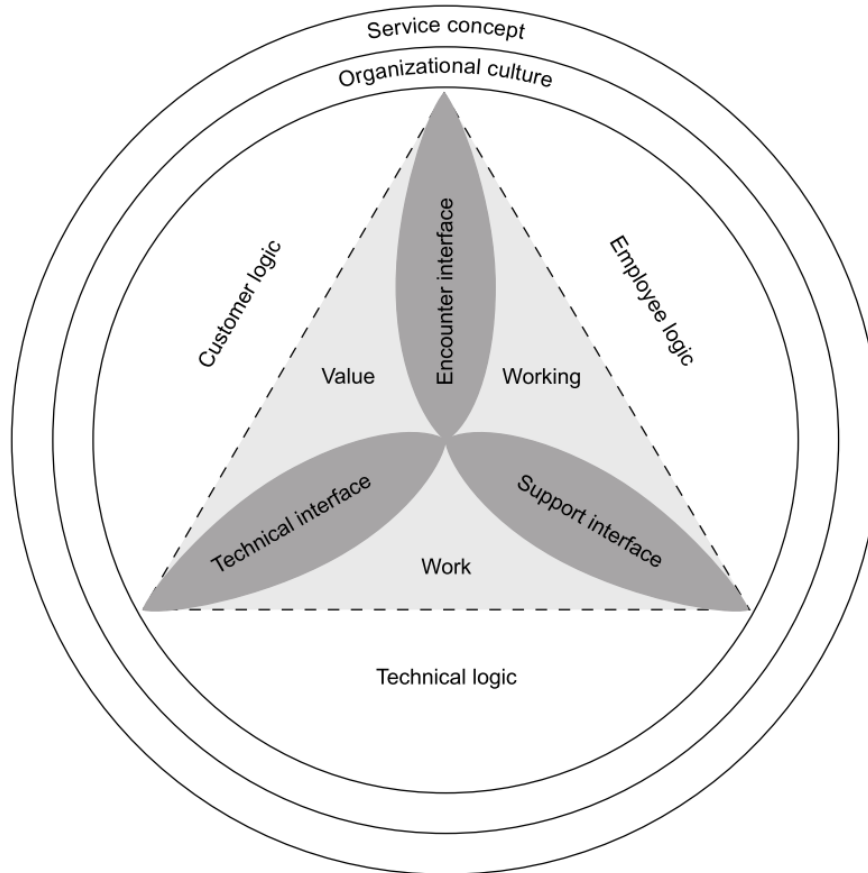 Service concept
Organizational culture
Customer logic
Employee logic
Encounter interface
Value
Working
Technical interface
Support interface
Work
Technical logic